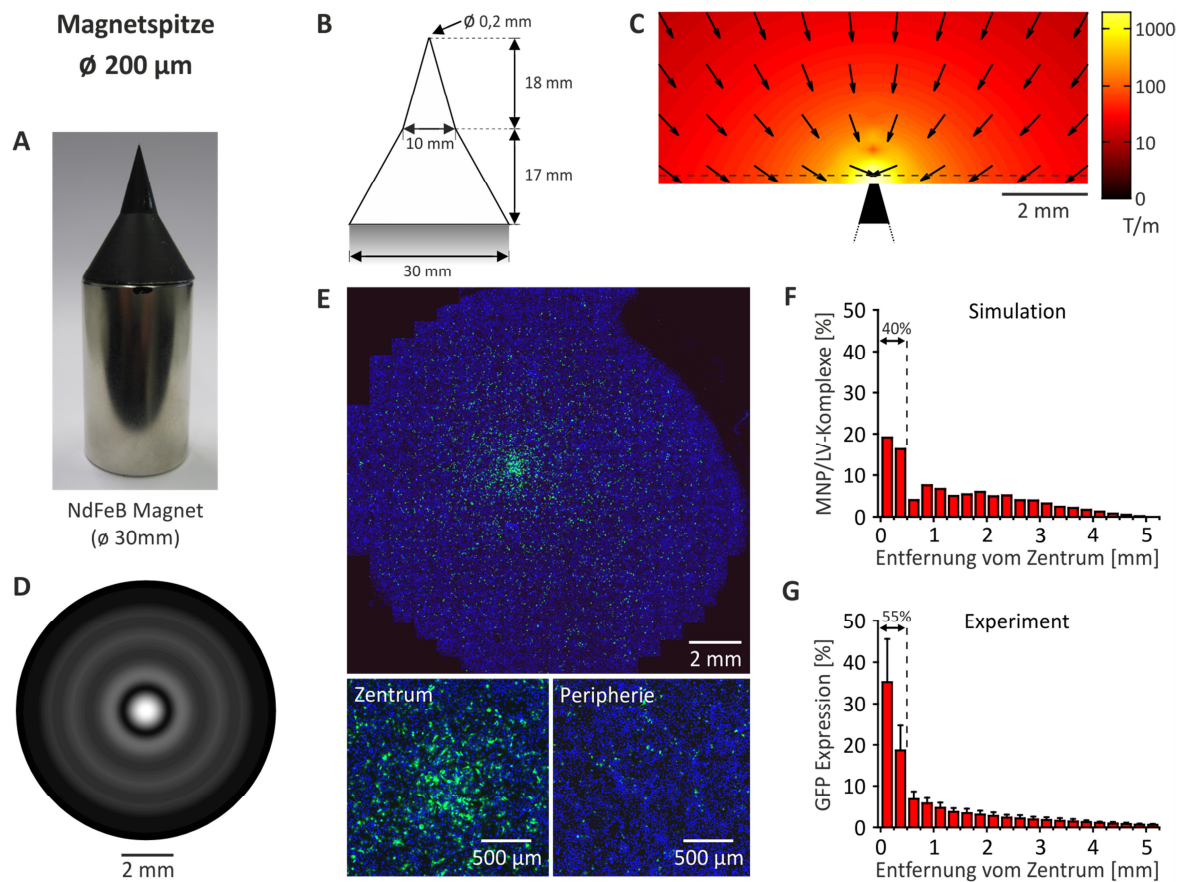 Magnetspitze
ø 200 µm
A
NdFeB Magnet
(ø 30mm)
B
ø 0,2 mm
18 mm
10 mm
17 mm
30 mm
C
1000
100
10
0
T/m
2 mm
D
2 mm
E
2 mm
Zentrum
500 µm
Peripherie
500 µm
F
Simulation
MNP/LV-Komplexe [%]
50
40
30
20
10
0
40%
0 1 2 3 4 5
Entfernung vom Zentrum [mm]
G
Experiment
GFP Expression [%]
50
40
30
20
10
0
55%
0 1 2 3 4 5
Entfernung vom Zentrum [mm]